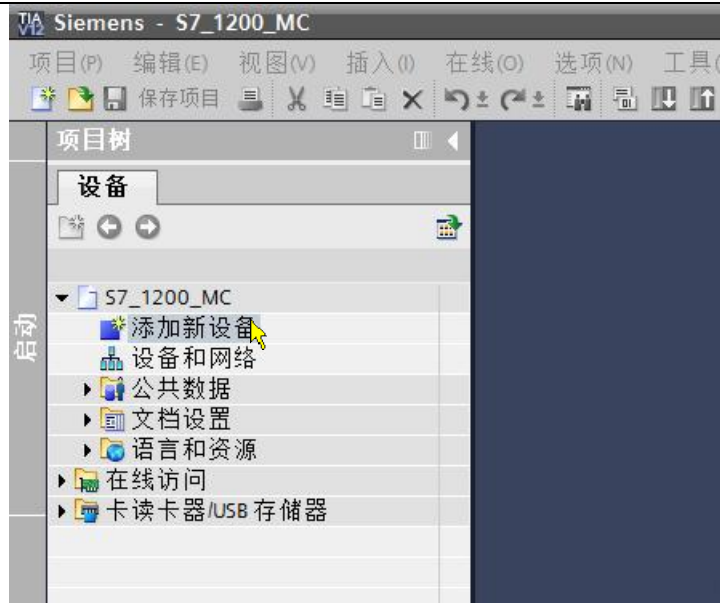 TIA V12 Siemens - S7_1200_MC
项目(P) 编辑(E) 视图(V) 插入(I) 在线(O) 选项(N) 工具(
保存项目
项目树
设备
启动
S7_1200_MC
添加新设备
设备和网络
公共数据
文档设置
语言和资源
在线访问
卡读卡器/USB 存储器